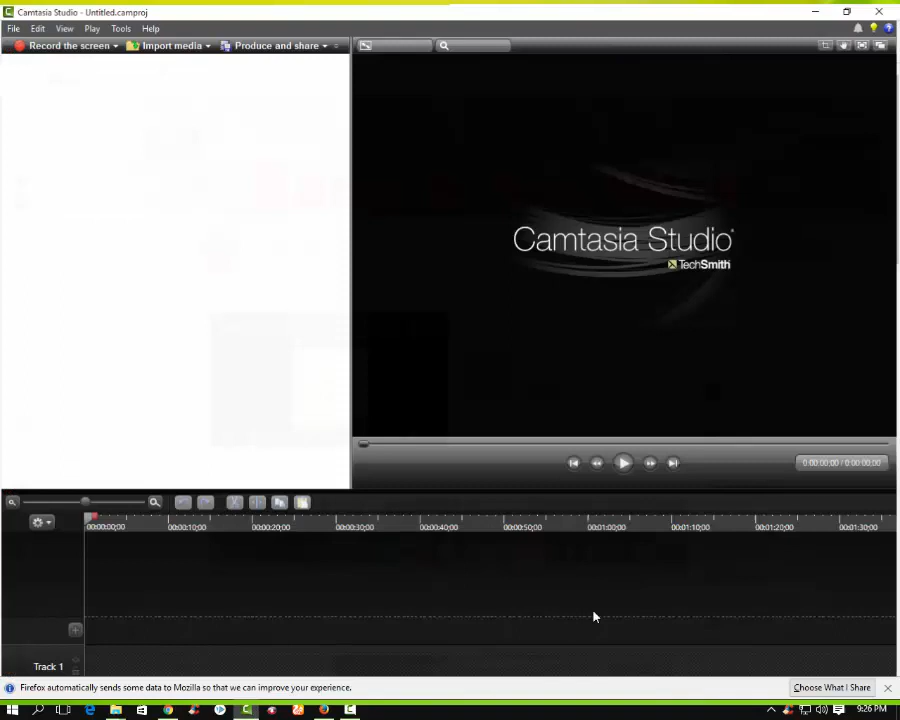 Camtasia Studio - Untitled.camproj
File Edit View Play Tools Help
Record the screen Import media Produce and share
Camtasia Studio®
TechSmith
0:00:00;00 / 0:00:00;00
00:00:00;00 00:00:10;00 00:00:20;00 00:00:30;00 00:00:40;00 00:00:50;00 00:01:00;00 00:01:10;00 00:01:20;00 00:01:30;00
Track 1
Firefox automatically sends some data to Mozilla so that we can improve your experience. Choose What I Share
9:26 PM